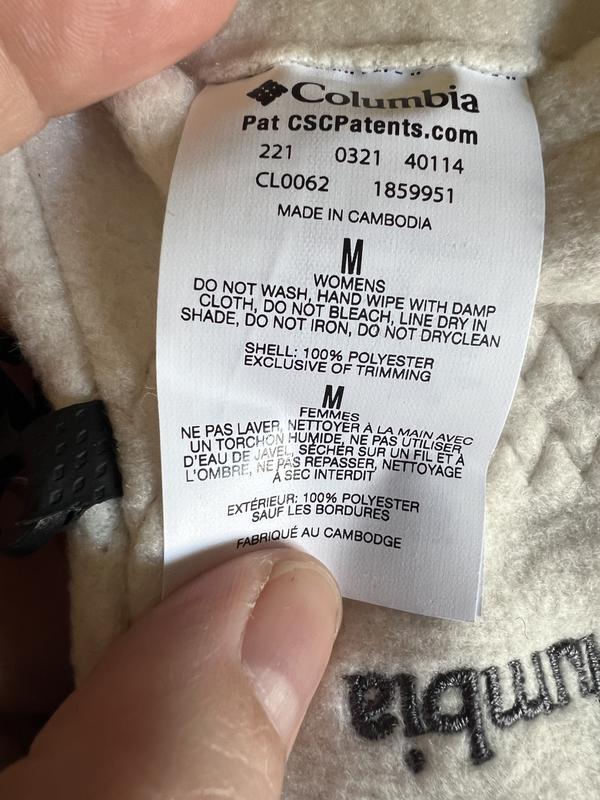 Columbia
Pat CSCPatents.com
221 0321 40114
CL0062 1859951
MADE IN CAMBODIA
M
WOMENS
DO NOT WASH, HAND WIPE WITH DAMP
CLOTH, DO NOT BLEACH, LINE DRY IN
SHADE, DO NOT IRON, DO NOT DRYCLEAN
SHELL: 100% POLYESTER
EXCLUSIVE OF TRIMMING
M
FEMMES
NE PAS LAVER, NETTOYER À LA MAIN AVEC
UN TORCHON HUMIDE, NE PAS UTILISER
D'EAU DE JAVEL, SÉCHER SUR UN FIL ET À
L'OMBRE, NE PAS REPASSER, NETTOYAGE
À SEC INTERDIT
EXTÉRIEUR: 100% POLYESTER
SAUF LES BORDURES
FABRIQUÉ AU CAMBODGE
umbia